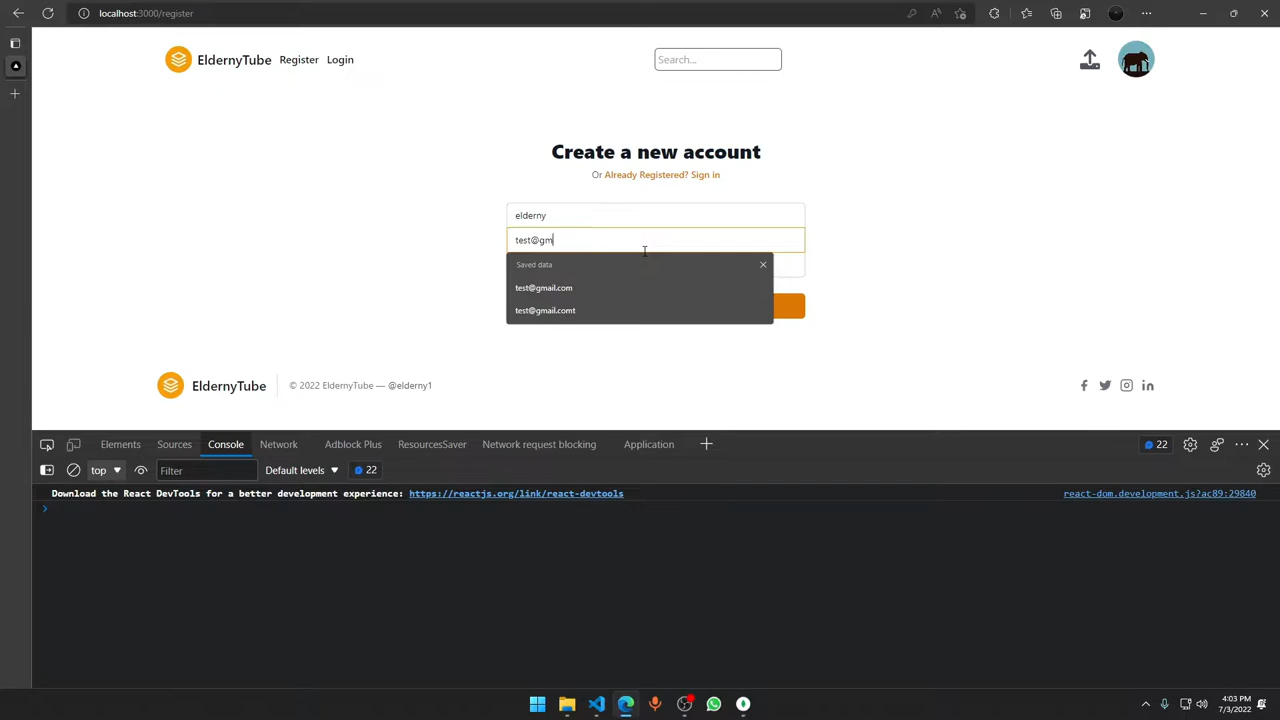 localhost:3000/register
EldernyTube Register Login
Search...
Create a new account
Or Already Registered? Sign in
elderny
test@gm
Saved data
test@gmail.com
test@gmail.comt
EldernyTube
© 2022 EldernyTube — @elderny1
Elements Sources Console Network Adblock Plus ResourcesSaver Network request blocking Application
22
top Filter Default levels 22
Download the React DevTools for a better development experience: https://reactjs.org/link/react-devtools
react-dom.development.js?ac89:29840
4:03 PM
7/3/2022